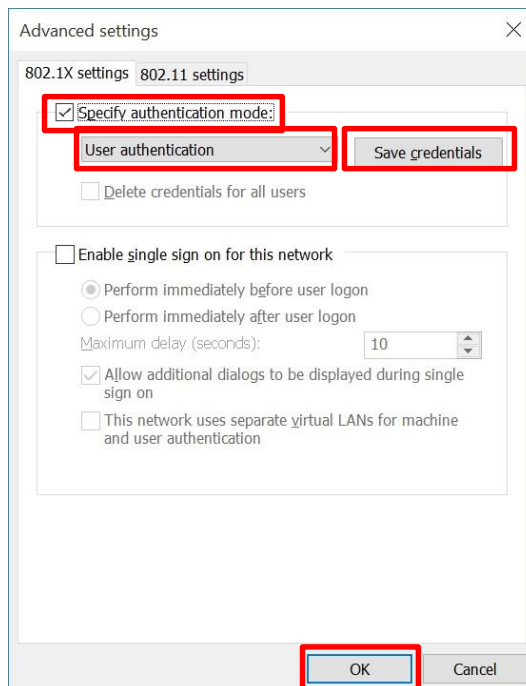 Advanced settings
802.1X settings 802.11 settings
Specify authentication mode:
User authentication Save credentials
Delete credentials for all users
Enable single sign on for this network
Perform immediately before user logon
Perform immediately after user logon
Maximum delay (seconds): 10
Allow additional dialogs to be displayed during single
sign on
This network uses separate virtual LANs for machine
and user authentication
OK Cancel